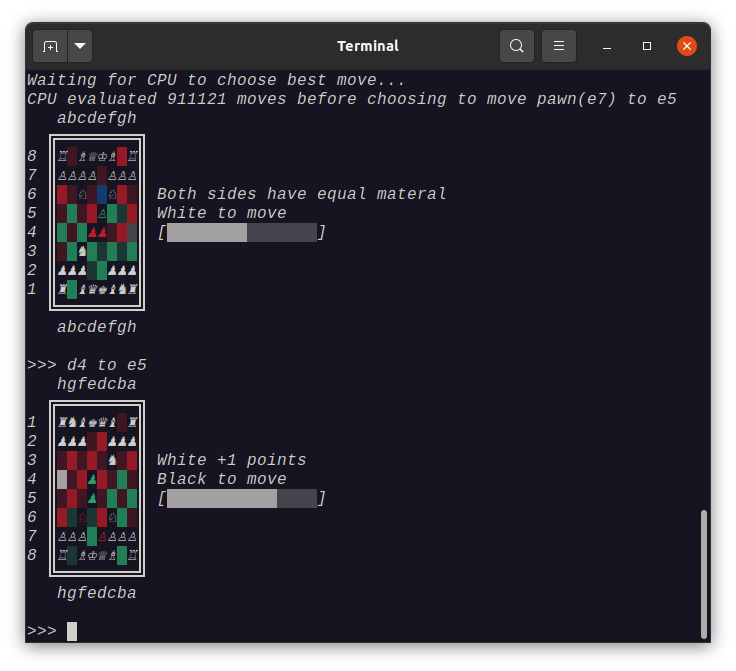 Terminal
Waiting for CPU to choose best move...
CPU evaluated 911121 moves before choosing to move pawn(e7) to e5
abcdefgh
8 ♖ ♗♕♔♗ ♖
7 ♙♙♙♙ ♙♙♙
6 ♘ ♘ Both sides have equal materal
5 ♙ White to move
4 ♟♟ [ ]
3 ♞
2 ♟♟♟ ♟♟♟
1 ♜ ♝♛♚♝♞♜
abcdefgh
>>> d4 to e5
hgfedcba
1 ♜♞♝♚♛♝ ♜
2 ♟♟♟ ♟♟♟
3 ♞ White +1 points
4 ♟ Black to move
5 ♟ [ ]
6 ♘ ♘
7 ♙♙♙ ♙♙♙♙
8 ♖ ♗♔♕♗ ♖
hgfedcba
>>>